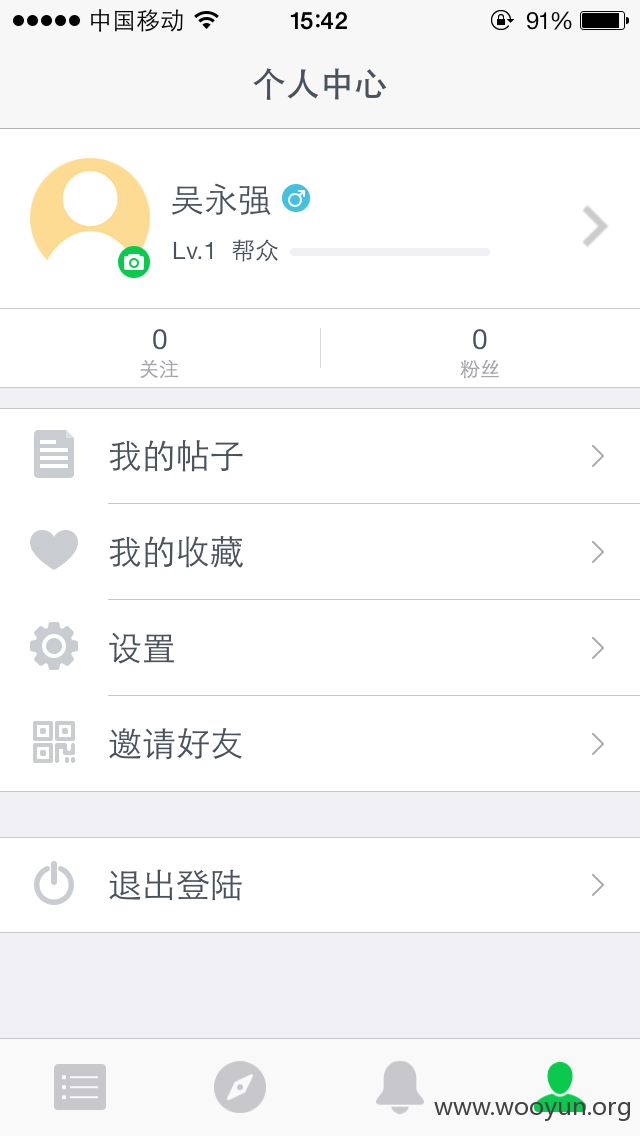 中国移动 15:42 91%
个人中心
吴永强
Lv.1 帮众
0 0
关注 粉丝
我的帖子
我的收藏
设置
邀请好友
退出登陆
www.wooyun.org